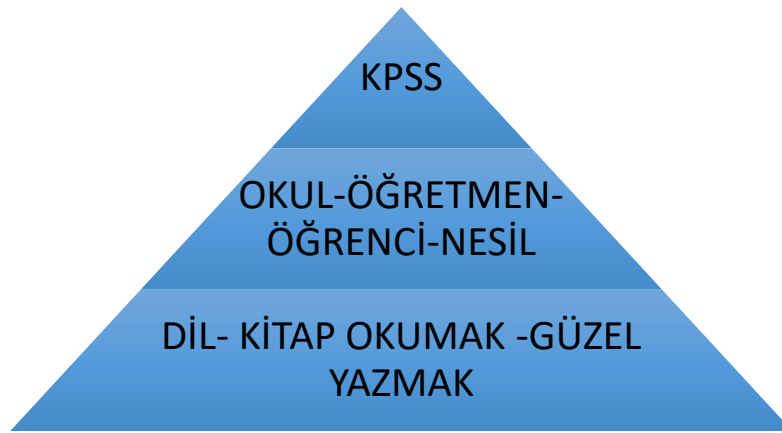 KPSS
OKUL-ÖĞRETMEN-
ÖĞRENCİ-NESİL
DİL- KİTAP OKUMAK -GÜZEL
YAZMAK